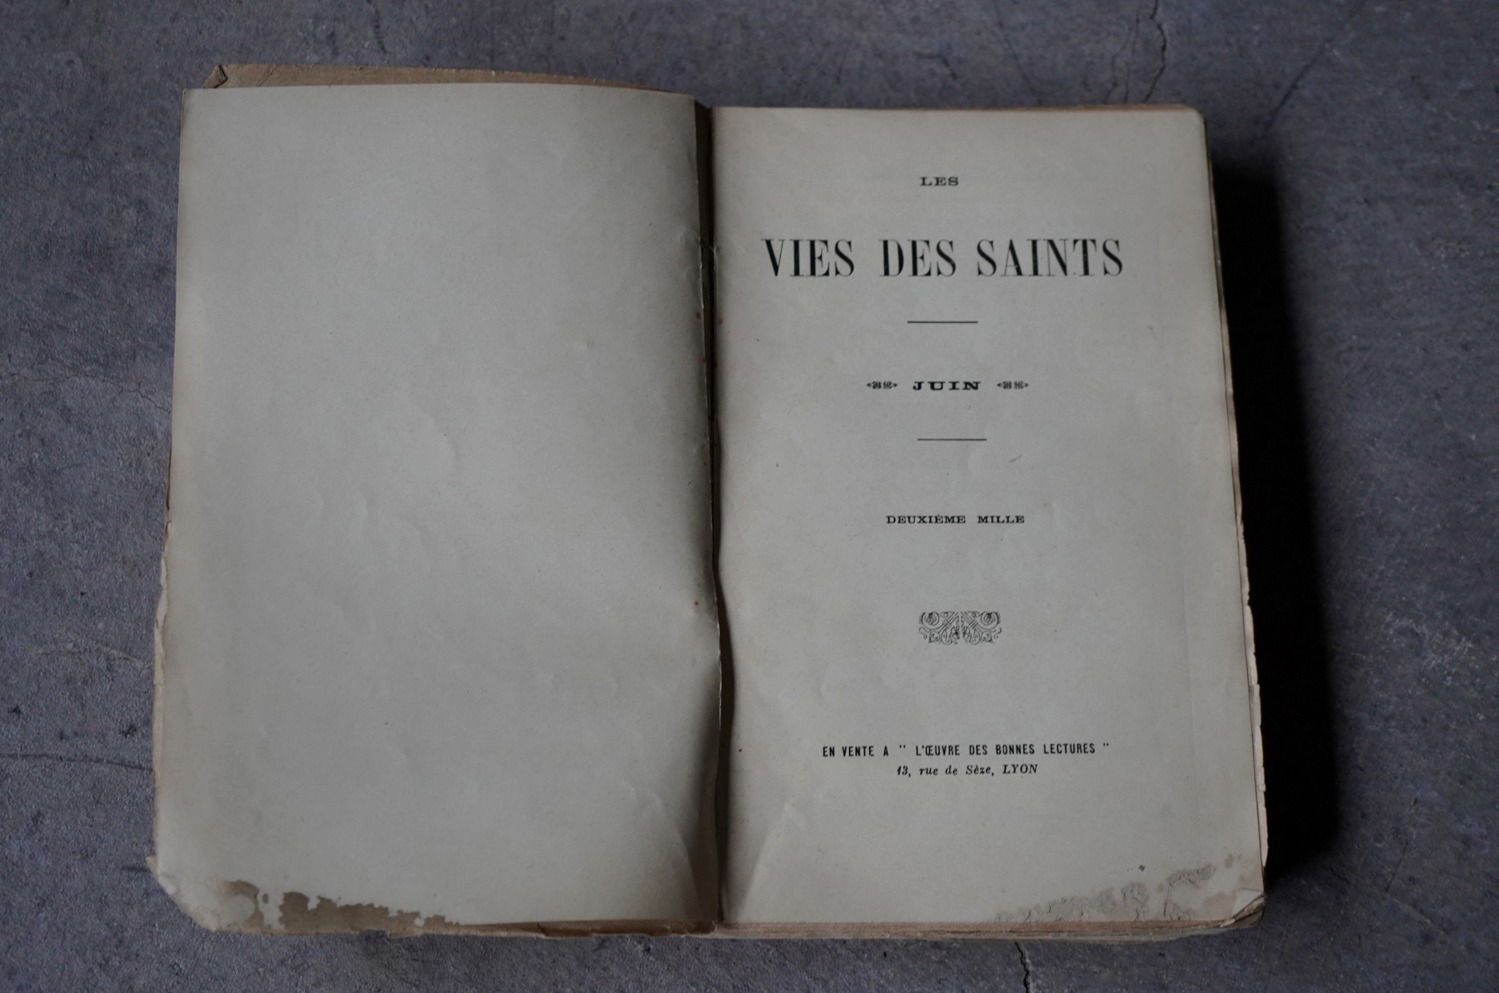 LES
VIES DES SAINTS
JUIN
DEUXIÈME MILLE
EN VENTE A " L'ŒUVRE DES BONNES LECTURES "
13, rue de Sèze, LYON